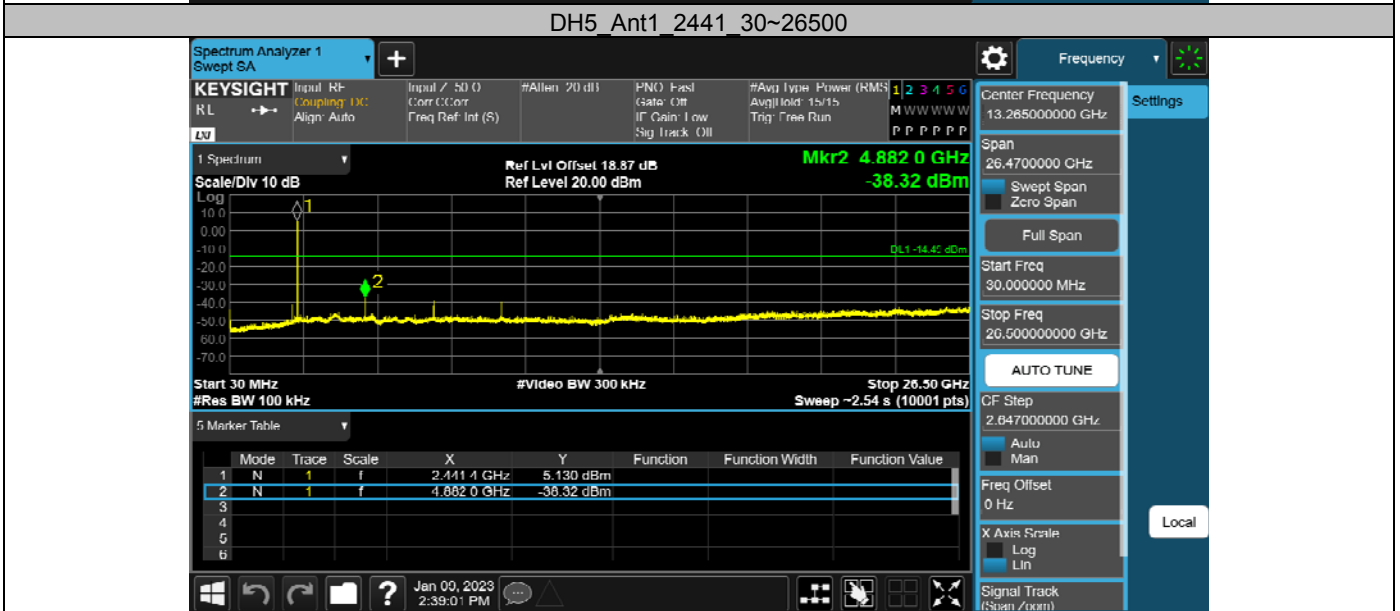 DH5_Ant1_2441_30~26500
Spectrum Analyzer 1
Swept SA
+
Frequency
KEYSIGHT
RL
LXI
Input: RF
Coupling: DC
Align: Auto
Input Z: 50 Ω
Corr CCorr
Freq Ref: Int (S)
#Atten: 20 dB
PNO: Fast
Gate: Off
IF Gain: Low
Sig Track: Off
#Avg Type: Power (RMS
Avg|Hold: 15/15
Trig: Free Run
1 2 3 4 5 6
M W W W W W
P P P P P P
Center Frequency
13.265000000 GHz
Settings
1 Spectrum
Scale/Div 10 dB
Ref Lvl Offset 18.87 dB
Ref Level 20.00 dBm
Mkr2 4.882 0 GHz
-38.32 dBm
Span
26.4700000 GHz
Swept Span
Zero Span
Full Span
Log
10.0
0.00
-10.0
-20.0
-30.0
-40.0
-50.0
-60.0
-70.0
1
2
Start Freq
30.000000 MHz
Stop Freq
26.500000000 GHz
AUTO TUNE
Start 30 MHz
#Video BW 300 kHz
Stop 26.50 GHz
#Res BW 100 kHz
Sweep ~2.54 s (10001 pts)
CF Step
2.647000000 GHz
Auto
Man
5 Marker Table
Mode Trace Scale X Y Function Function Width Function Value
1 N 1 f 2.441 4 GHz 5.130 dBm
2 N 1 f 4.882 0 GHz -38.32 dBm
3
4
5
6
Freq Offset
0 Hz
Local
X Axis Scale
Log
Lin
Signal Track
(Span Zoom)
?
Jan 09, 2023
2:39:01 PM